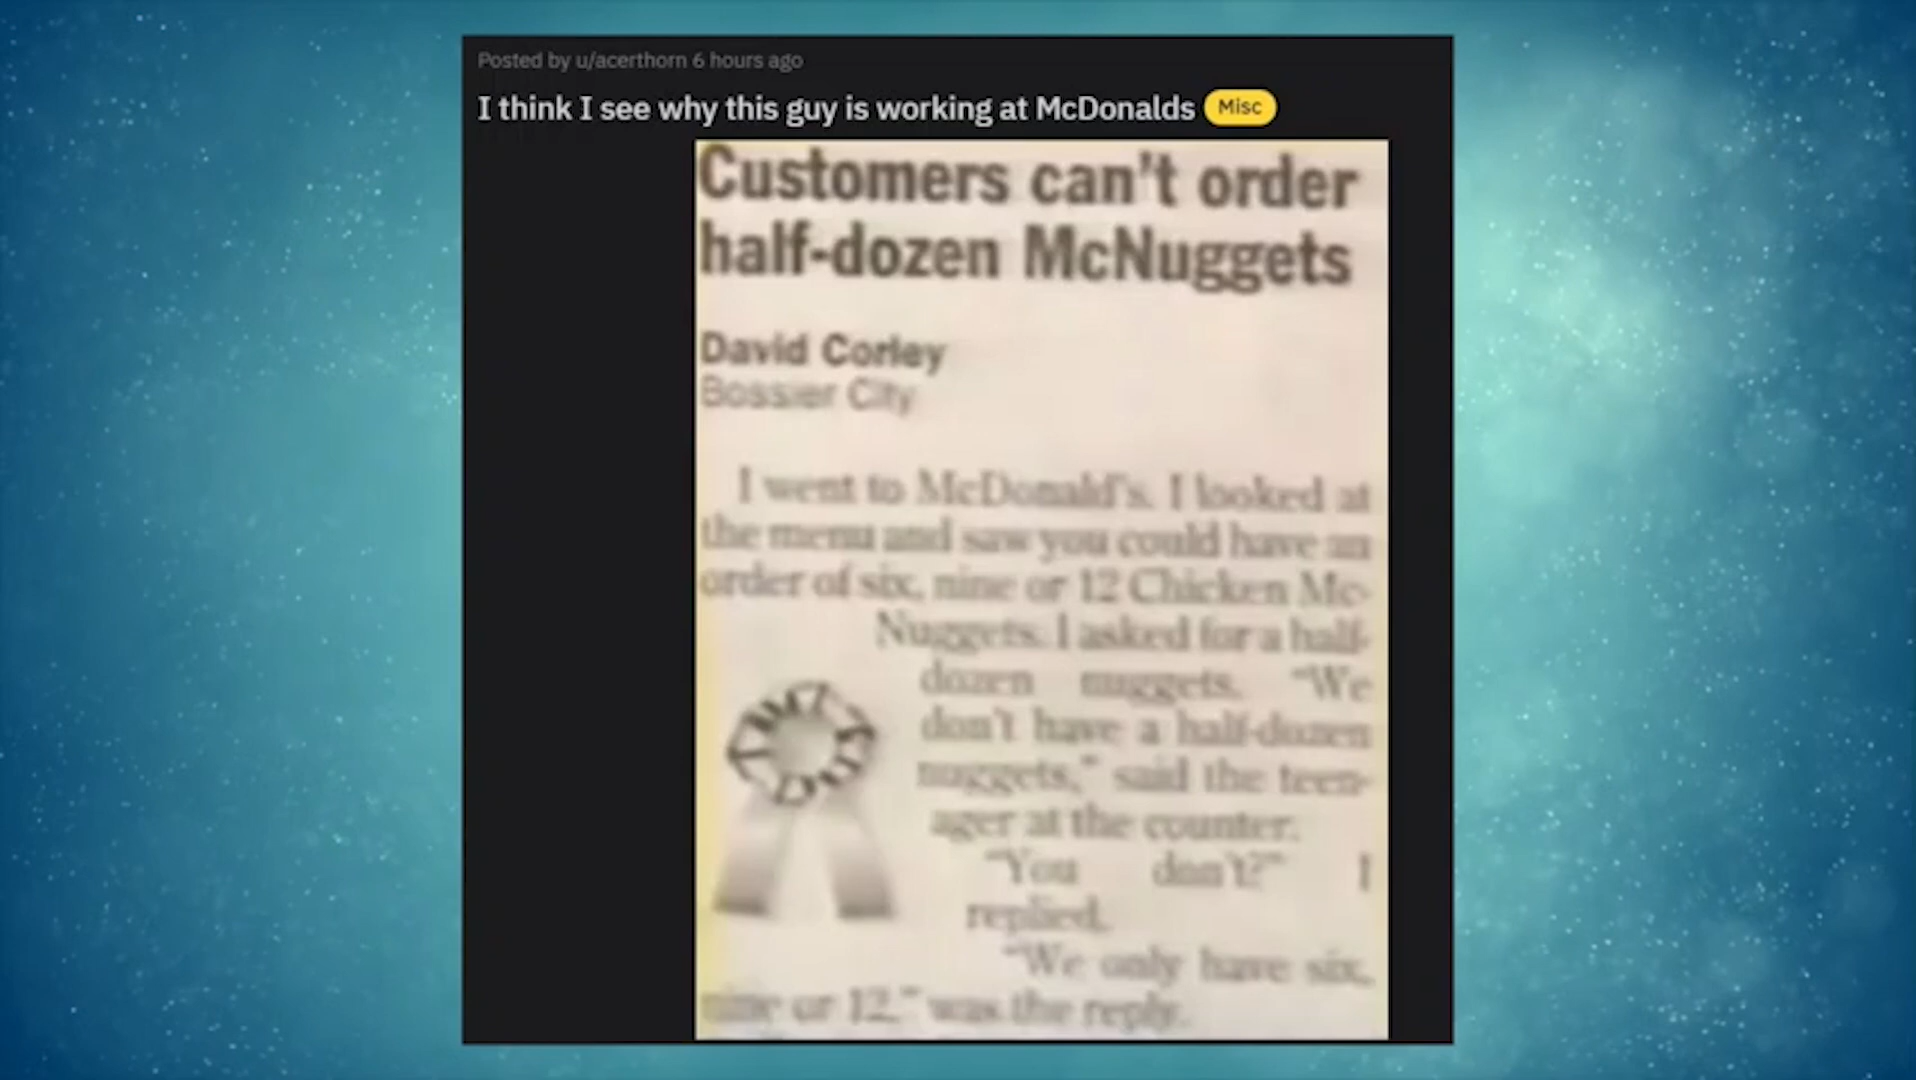 Posted by u/acerthorn 6 hours ago
I think I see why this guy is working at McDonalds Misc
Customers can't order
half-dozen McNuggets
David Corley
Bossier City
I went to McDonald's. I looked at
the menu and saw you could have an
order of six, nine or 12 Chicken Mc-
Nuggets. I asked for a half-
dozen nuggets. "We
don't have a half-dozen
nuggets," said the teen-
ager at the counter.
"You don't?" I
replied.
"We only have six,
nine or 12," was the reply.